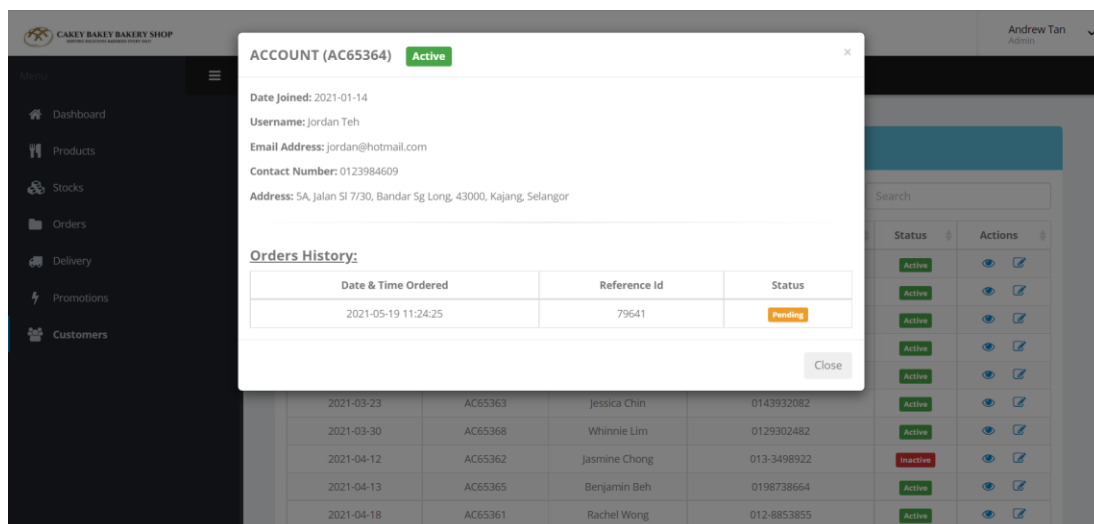 CAKEY BAKEY BAKERY SHOP
Andrew Tan
Admin
Menu
Dashboard
Products
Stocks
Orders
Delivery
Promotions
Customers
ACCOUNT (AC65364) Active ×
Date Joined: 2021-01-14
Username: Jordan Teh
Email Address: jordan@hotmail.com
Contact Number: 0123984609
Address: 5A, Jalan Sl 7/30, Bandar Sg Long, 43000, Kajang, Selangor
Orders History:
Date & Time Ordered Reference Id Status
2021-05-19 11:24:25 79641 Pending
Close
Search
Status Actions
Active
Active
Active
Active
Active
2021-03-23 AC65363 Jessica Chin 0143932082 Active
2021-03-30 AC65368 Whinnie Lim 0129302482 Active
2021-04-12 AC65362 Jasmine Chong 013-3498922 Inactive
2021-04-13 AC65365 Benjamin Beh 0198738664 Active
2021-04-18 AC65361 Rachel Wong 012-8853855 Active